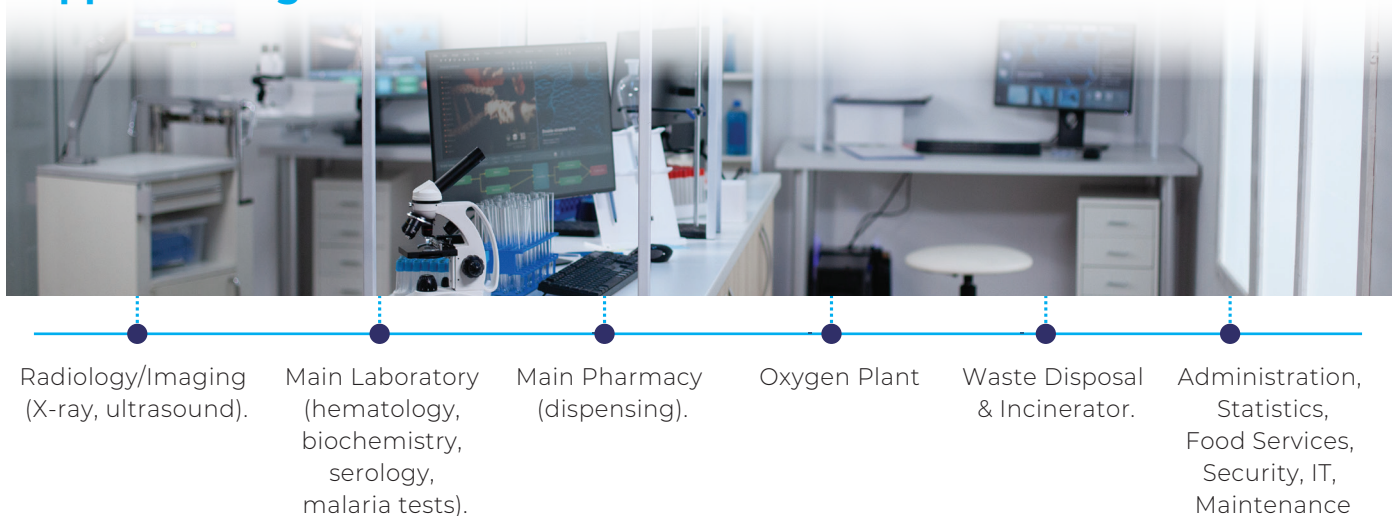 Radiology/Imaging
(X-ray, ultrasound).
Main Laboratory
(hematology,
biochemistry,
serology,
malaria tests).
Main Pharmacy
(dispensing).
Oxygen Plant
Waste Disposal
& Incinerator.
Administration,
Statistics,
Food Services,
Security, IT,
Maintenance